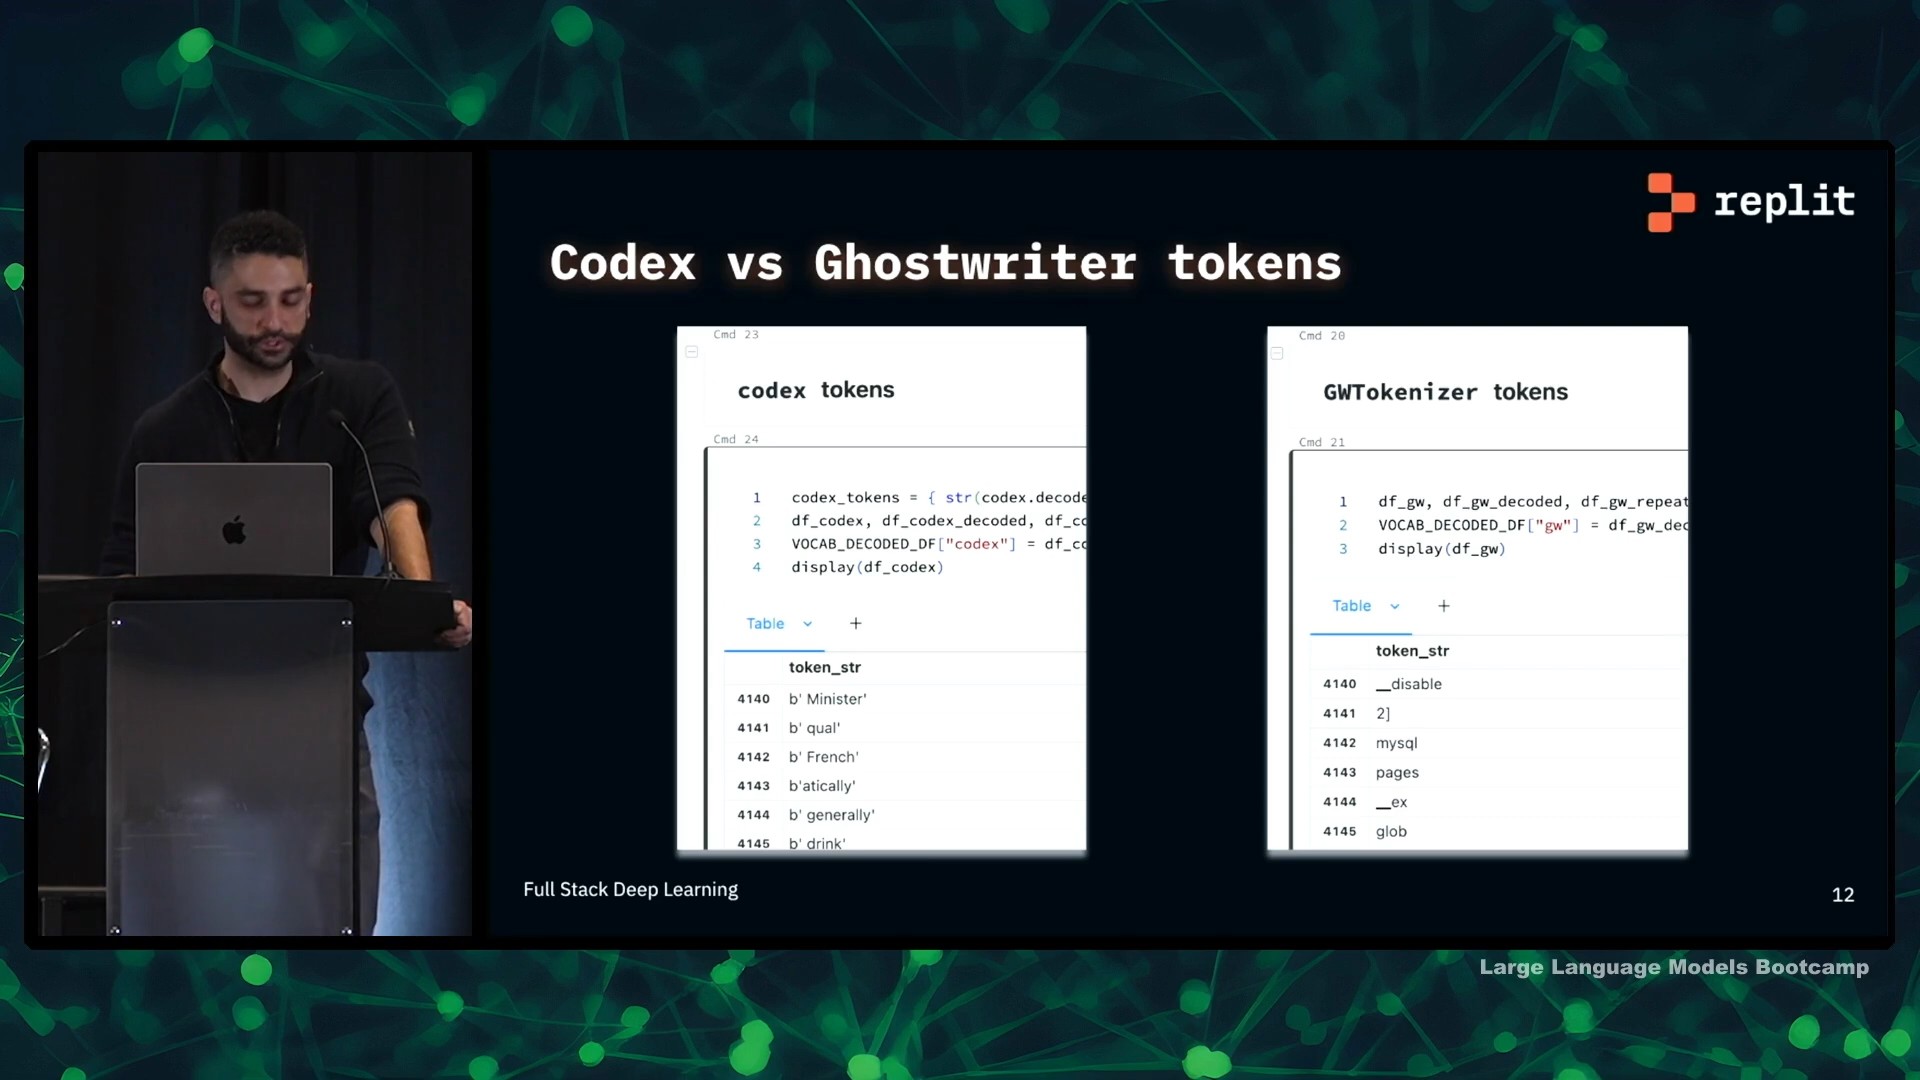 replit
Codex vs Ghostwriter tokens
Cmd 23
codex tokens
Cmd 24
1 codex_tokens = { str(codex.decode
2 df_codex, df_codex_decoded, df_cc
3 VOCAB_DECODED_DF["codex"] = df_cc
4 display(df_codex)
Table +
token_str
4140 b' Minister'
4141 b' qual'
4142 b' French'
4143 b'atically'
4144 b' generally'
4145 b' drink'
Cmd 20
GWTokenizer tokens
Cmd 21
1 df_gw, df_gw_decoded, df_gw_repeat
2 VOCAB_DECODED_DF["gw"] = df_gw_dec
3 display(df_gw)
Table +
token_str
4140 __disable
4141 2]
4142 mysql
4143 pages
4144 __ex
4145 glob
Full Stack Deep Learning
12
Large Language Models Bootcamp